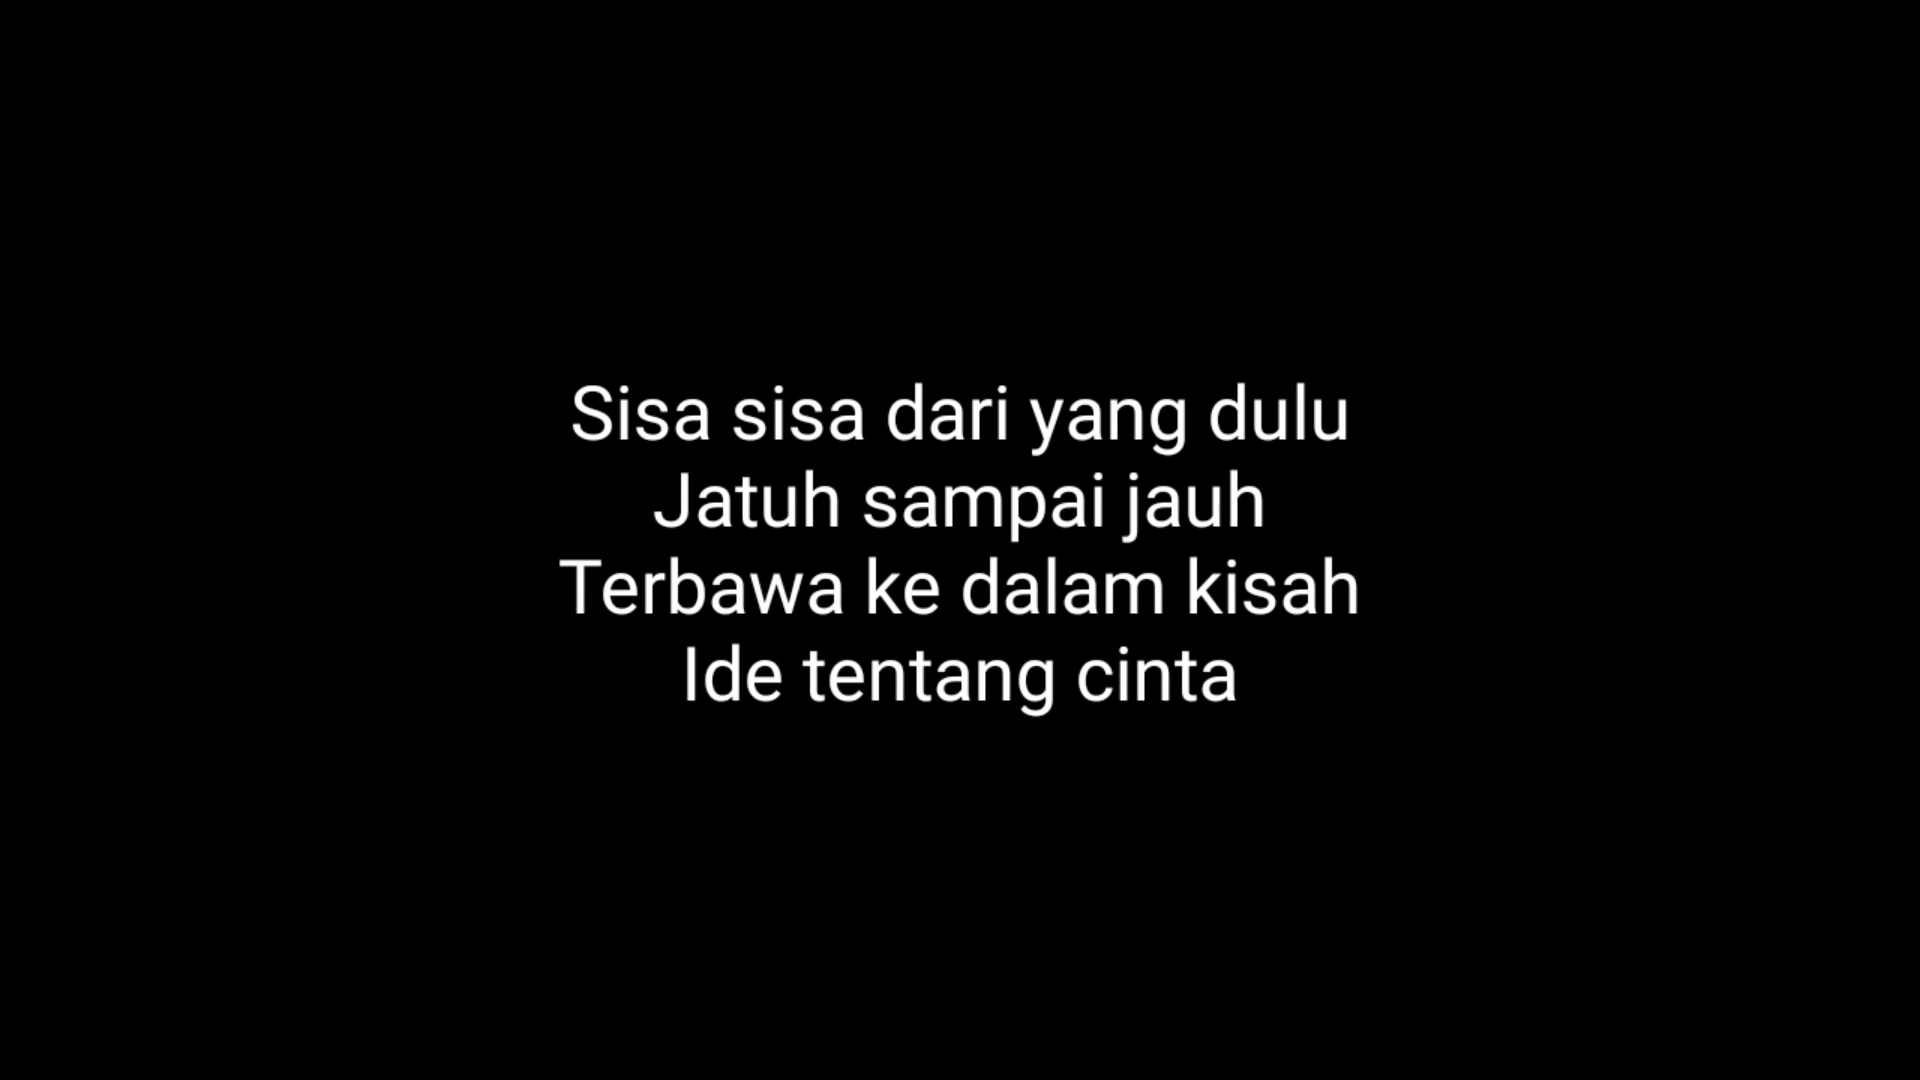 Sisa sisa dari yang dulu
Jatuh sampai jauh
Terbawa ke dalam kisah
Ide tentang cinta